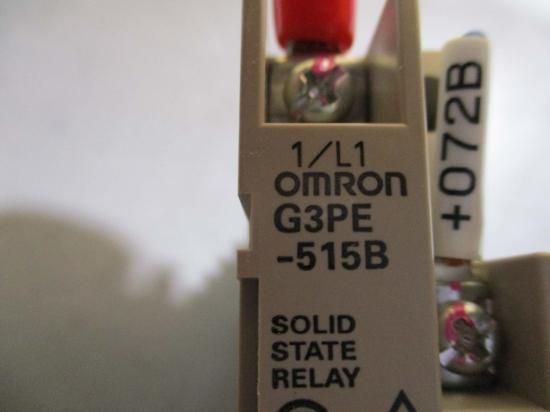 1/L1
OMRON
G3PE
-515B
SOLID
STATE
RELAY
+072B